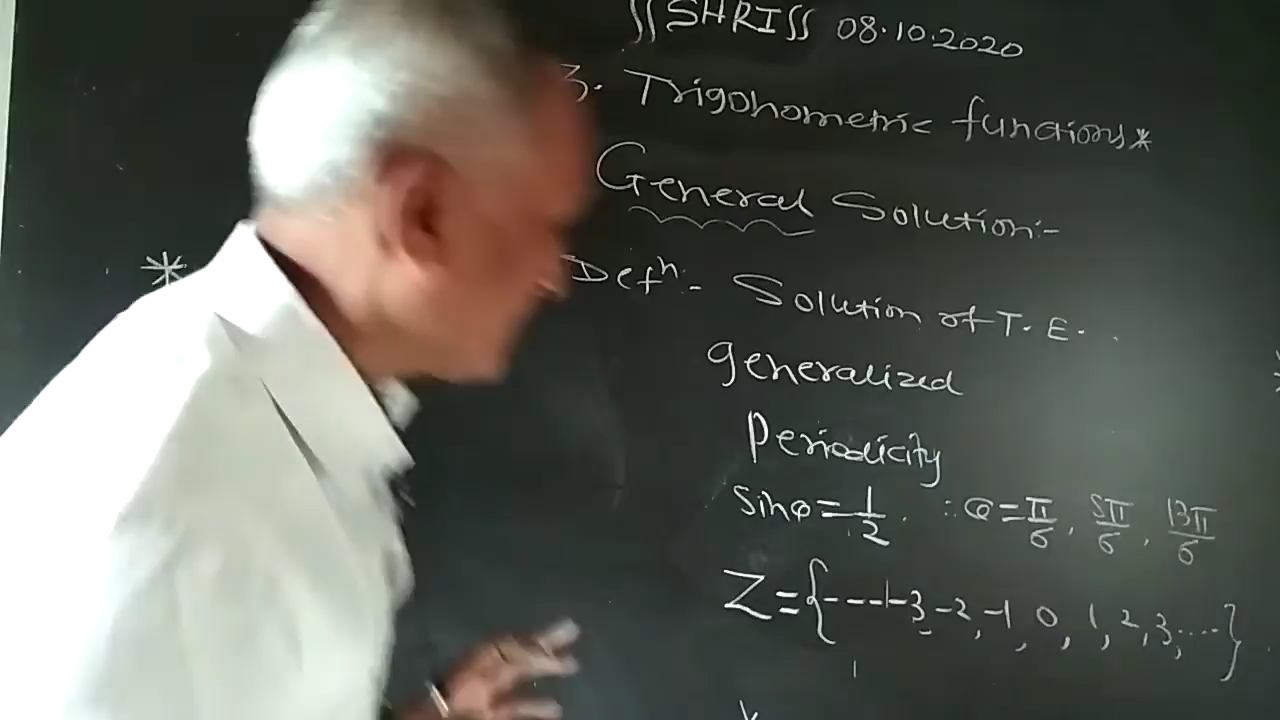 SHRI 08.10.2020
3. Trigonometric functions *
General Solution:-
Defⁿ:- Solution of T. E.
generalized
Periodicity
sinθ = 1/2. ∴ θ = π/6, 5π/6, 13π/6
Z = {----3 -2, -1, 0, 1, 2, 3, ....}